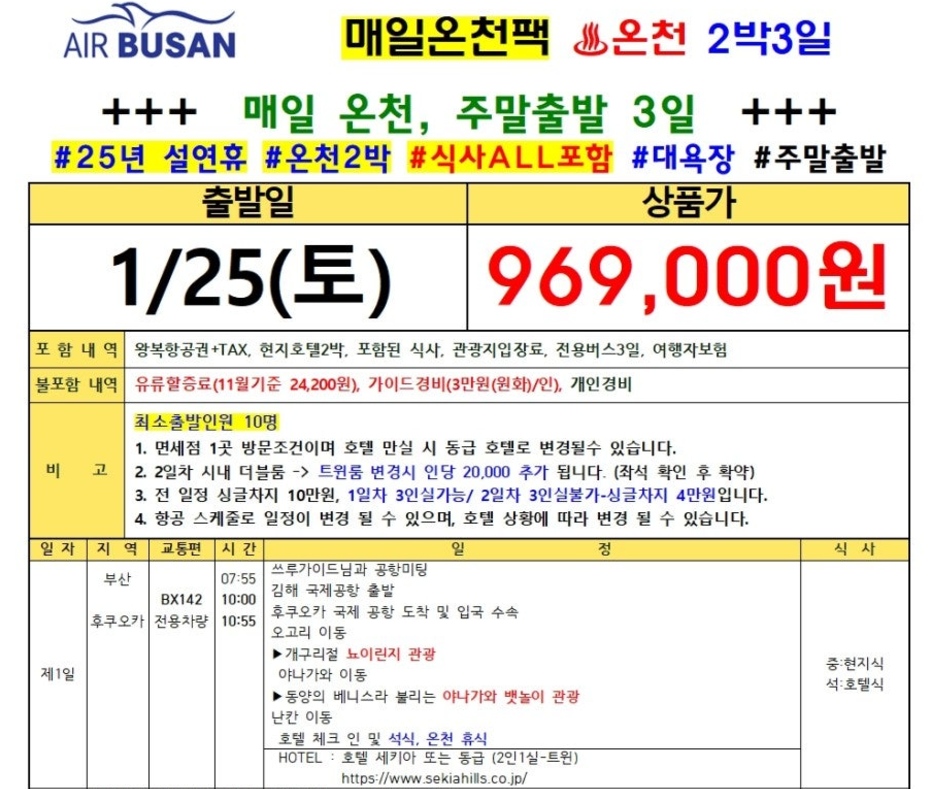 AIR BUSAN
매일온천팩 ♨온천 2박3일
+++ 매일 온천, 주말출발 3일 +++
#25년 설연휴 #온천2박 #식사ALL포함 #대욕장 #주말출발
출발일 상품가
1/25(토) 969,000원
포 함 내 역 왕복항공권+TAX, 현지호텔2박, 포함된 식사, 관광지입장료, 전용버스3일, 여행자보험
불포함 내역 유류할증료(11월기준 24,200원), 가이드경비(3만원(원화)/인), 개인경비
비 고
최소출발인원 10명
1. 면세점 1곳 방문조건이며 호텔 만실 시 동급 호텔로 변경될수 있습니다.
2. 2일차 시내 더블룸 -> 트윈룸 변경시 인당 20,000 추가 됩니다. (좌석 확인 후 확약)
3. 전 일정 싱글차지 10만원, 1일차 3인실가능/ 2일차 3인실불가-싱글차지 4만원입니다.
4. 항공 스케줄로 일정이 변경 될 수 있으며, 호텔 상황에 따라 변경 될 수 있습니다.
일 자 지 역 교통편 시 간 일 정 식 사
제1일
부산
후쿠오카
BX142
전용차량
07:55
10:00
10:55
쓰루가이드님과 공항미팅
김해 국제공항 출발
후쿠오카 국제 공항 도착 및 입국 수속
오고리 이동
▶개구리절 뇨이린지 관광
야나가와 이동
▶동양의 베니스라 불리는 야나가와 뱃놀이 관광
난칸 이동
호텔 체크 인 및 석식, 온천 휴식
HOTEL : 호텔 세키아 또는 동급 (2인1실-트윈)
https://www.sekiahills.co.jp/
중:현지식
석:호텔식